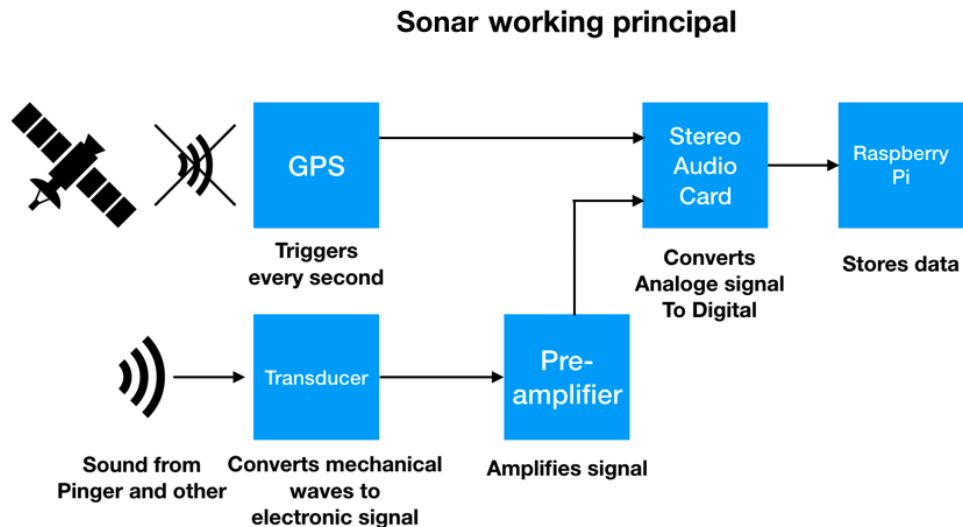 Sonar working principal
GPS
Triggers
every second
Stereo
Audio
Card
Converts
Analoge signal
To Digital
Raspberry
Pi
Stores data
Sound from
Pinger and other
Transducer
Converts mechanical
waves to
electronic signal
Pre-
amplifier
Amplifies signal